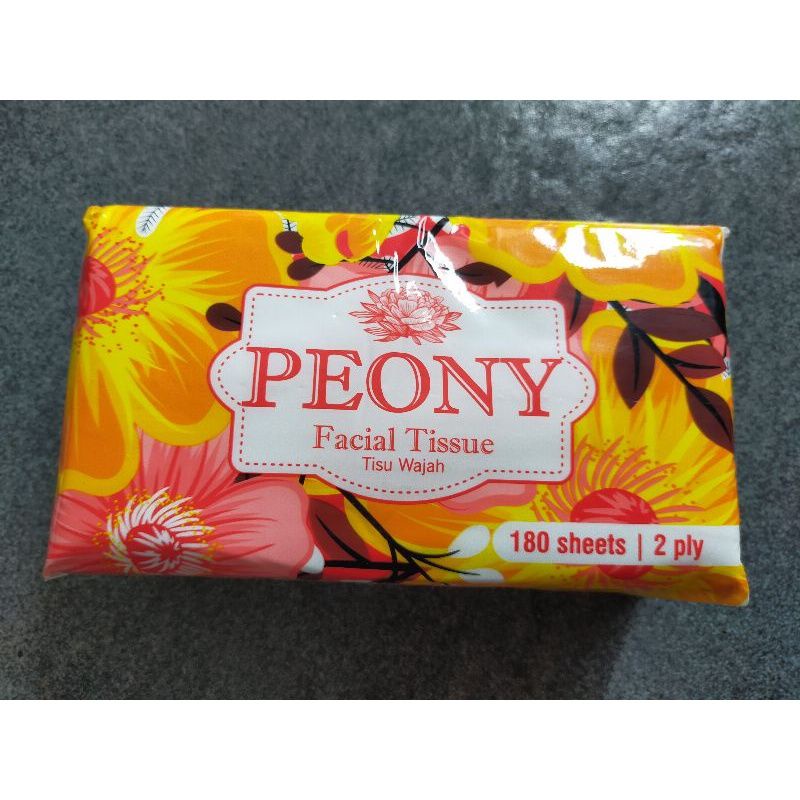 PEONY
Facial Tissue
Tisu Wajah
180 sheets | 2 ply